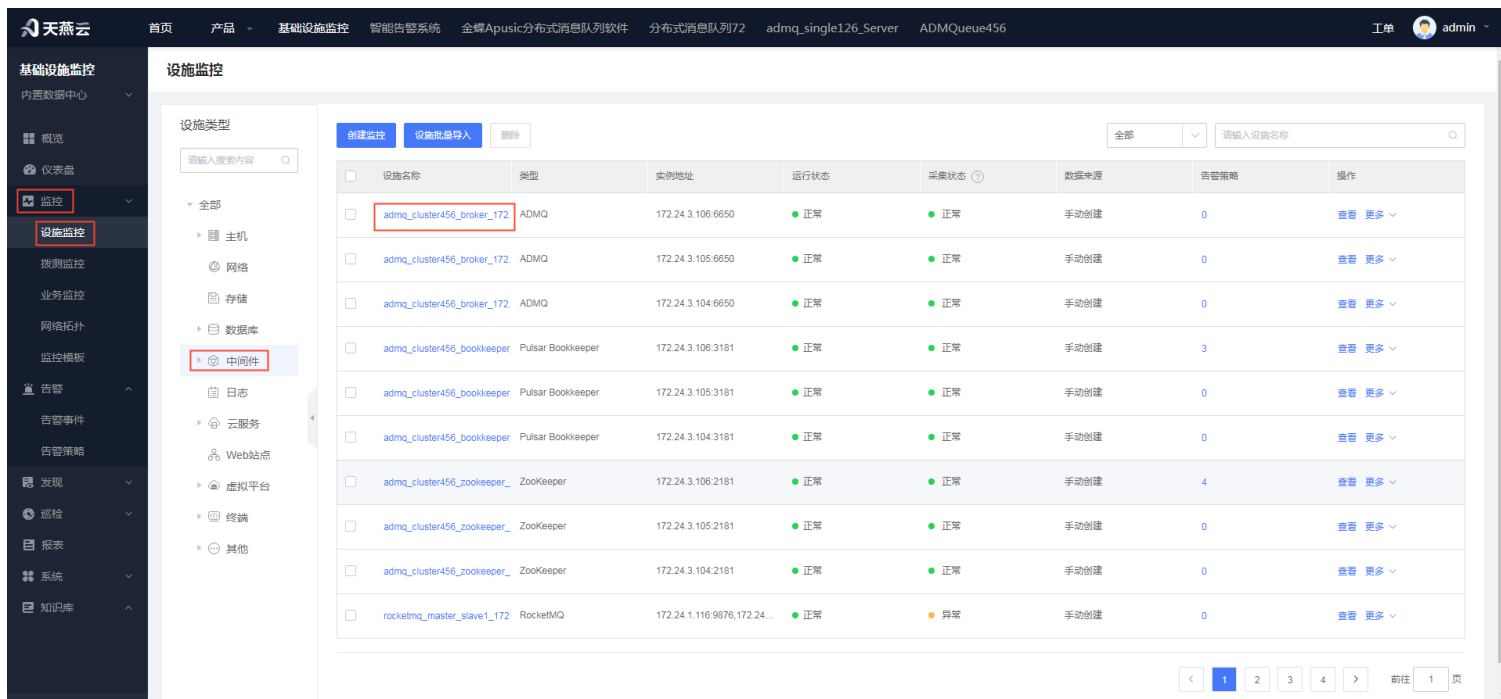 天燕云
首页 产品 基础设施监控 智能告警系统 金蝶Apusic分布式消息队列软件 分布式消息队列72 admq_single126_Server ADMQueue456 工单 admin
基础设施监控
内置数据中心
概览
仪表盘
监控
设施监控
拨测监控
业务监控
网络拓扑
监控模板
告警
告警事件
告警策略
发现
巡检
报表
系统
知识库
设施监控
设施类型
请输入搜索内容
全部
主机
网络
存储
数据库
中间件
日志
云服务
Web站点
虚拟平台
终端
其他
创建监控 设施批量导入 删除 全部 请输入设施名称
设施名称 类型 实例地址 运行状态 采集状态 数据来源 告警策略 操作
admq_cluster456_broker_172. ADMQ 172.24.3.106:6650 正常 正常 手动创建 0 查看 更多
admq_cluster456_broker_172. ADMQ 172.24.3.105:6650 正常 正常 手动创建 0 查看 更多
admq_cluster456_broker_172. ADMQ 172.24.3.104:6650 正常 正常 手动创建 0 查看 更多
admq_cluster456_bookkeeper Pulsar Bookkeeper 172.24.3.106:3181 正常 正常 手动创建 3 查看 更多
admq_cluster456_bookkeeper Pulsar Bookkeeper 172.24.3.105:3181 正常 正常 手动创建 0 查看 更多
admq_cluster456_bookkeeper Pulsar Bookkeeper 172.24.3.104:3181 正常 正常 手动创建 0 查看 更多
admq_cluster456_zookeeper_ ZooKeeper 172.24.3.106:2181 正常 正常 手动创建 4 查看 更多
admq_cluster456_zookeeper_ ZooKeeper 172.24.3.105:2181 正常 正常 手动创建 0 查看 更多
admq_cluster456_zookeeper_ ZooKeeper 172.24.3.104:2181 正常 正常 手动创建 0 查看 更多
rocketmq_master_slave1_172 RocketMQ 172.24.1.116:9876,172.24... 正常 异常 手动创建 0 查看 更多
< 1 2 3 4 > 前往 1 页